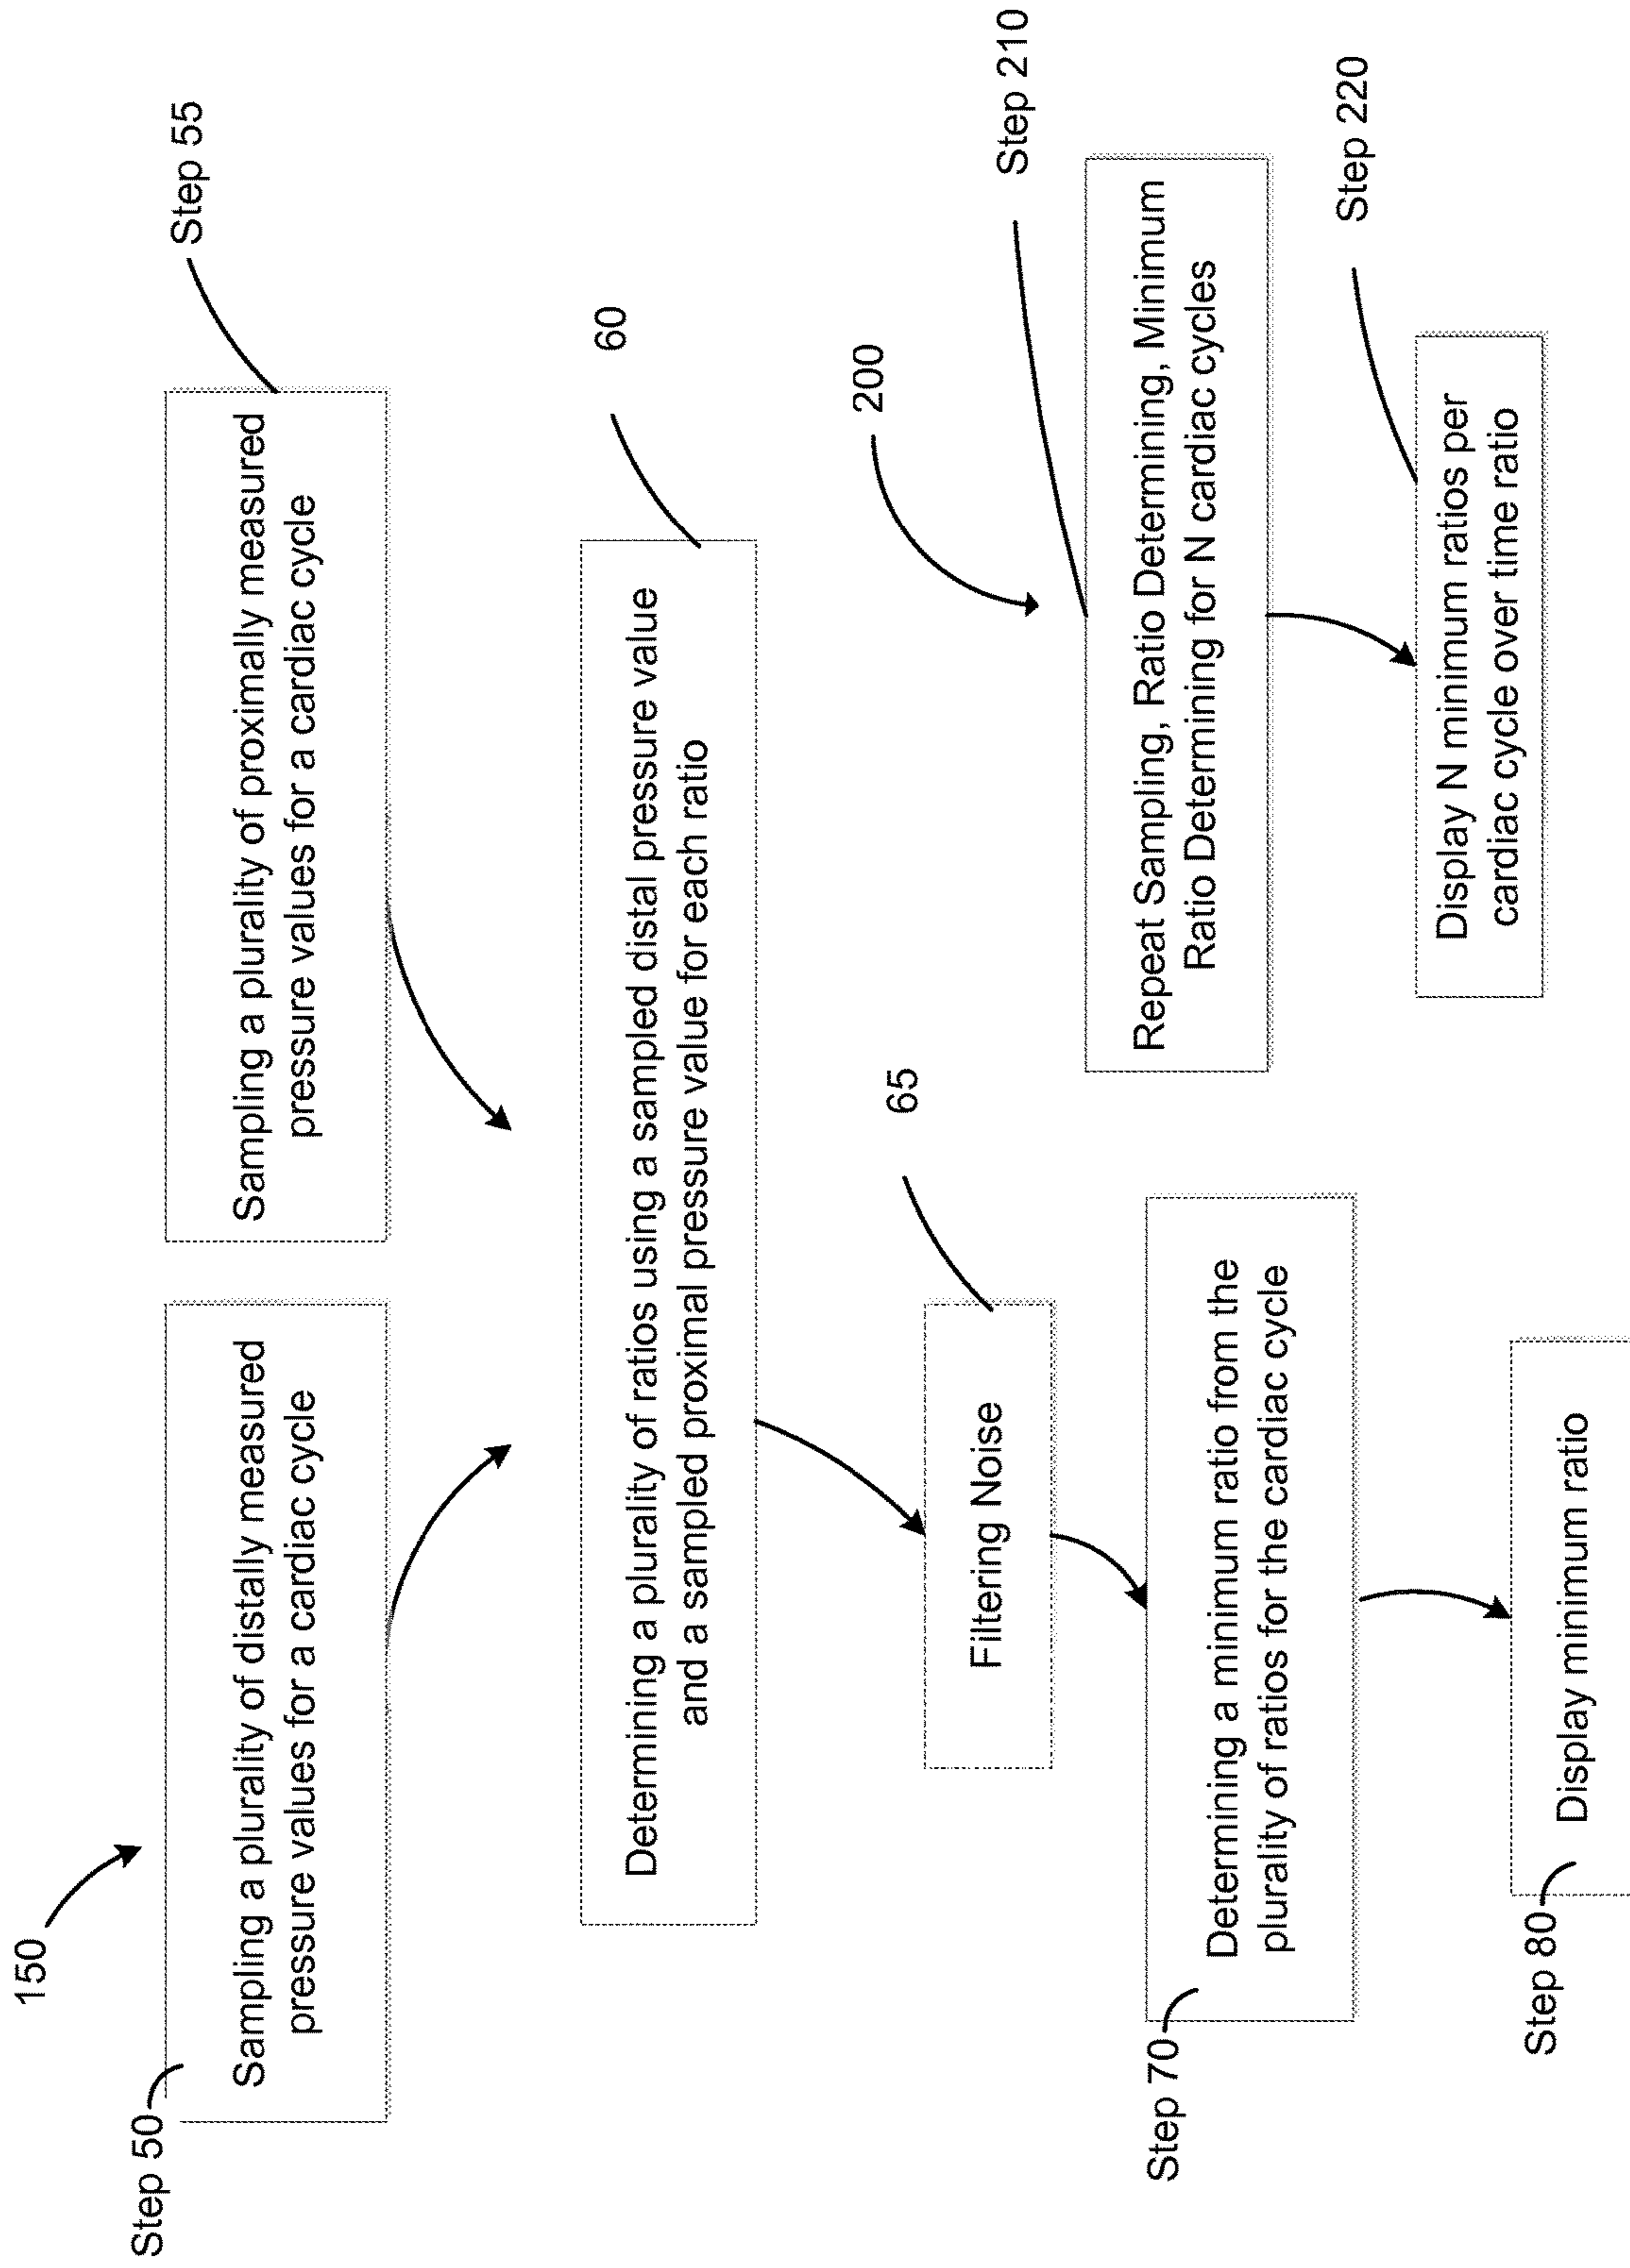 150
Step 50
Sampling a plurality of distally measured
pressure values for a cardiac cycle
Step 55
Sampling a plurality of proximally measured
pressure values for a cardiac cycle
60
Determining a plurality of ratios using a sampled distal pressure value
and a sampled proximal pressure value for each ratio
65
Filtering Noise
Step 70
Determining a minimum ratio from the
plurality of ratios for the cardiac cycle
Step 80
Display minimum ratio
200
Step 210
Repeat Sampling, Ratio Determining, Minimum
Ratio Determining for N cardiac cycles
Step 220
Display N minimum ratios per
cardiac cycle over time ratio